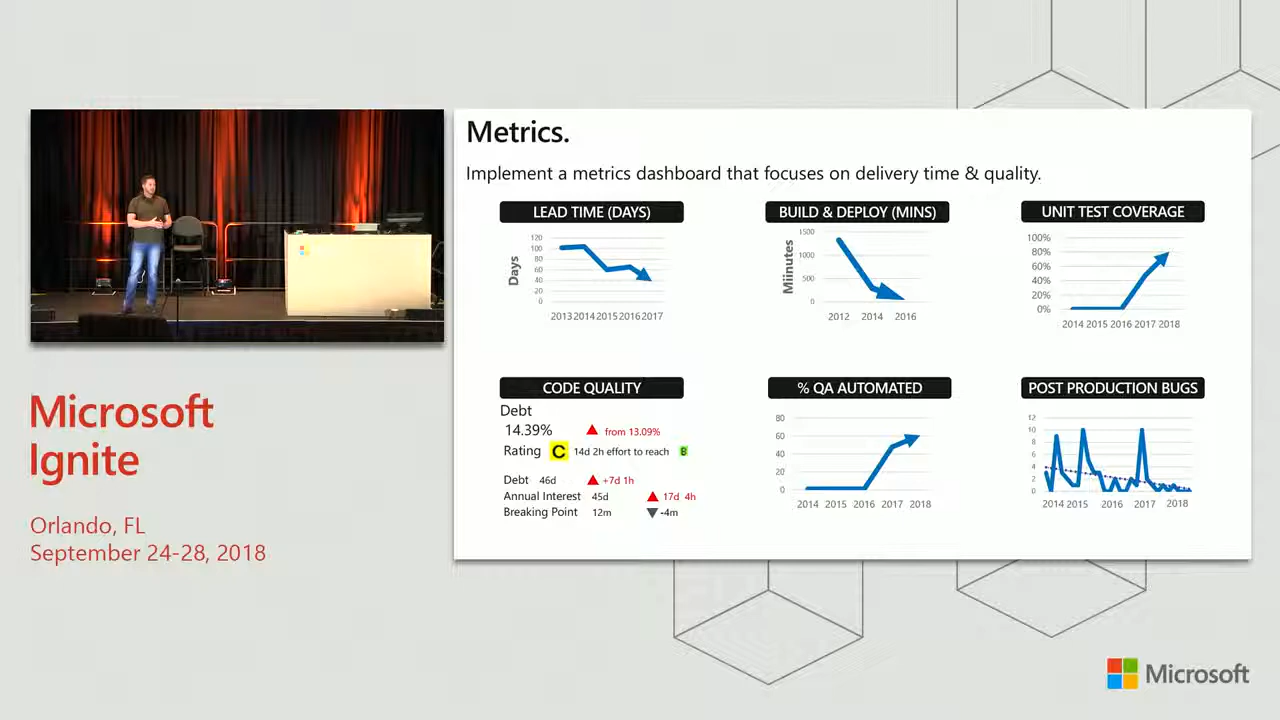 Metrics.
Implement a metrics dashboard that focuses on delivery time & quality.
LEAD TIME (DAYS)
120
100
80
60
40
20
0
Days
2013 2014 2015 2016 2017
BUILD & DEPLOY (MINS)
1500
1000
500
0
Miinutes
2012 2014 2016
UNIT TEST COVERAGE
100%
80%
60%
40%
20%
0%
2014 2015 2016 2017 2018
CODE QUALITY
Debt
14.39% from 13.09%
Rating C 14d 2h effort to reach B
Debt 46d +7d 1h
Annual Interest 45d 17d 4h
Breaking Point 12m -4m
% QA AUTOMATED
80
60
40
20
0
2014 2015 2016 2017 2018
POST PRODUCTION BUGS
12
10
8
6
4
2
0
2014 2015 2016 2017 2018
Microsoft
Ignite
Orlando, FL
September 24-28, 2018
Microsoft